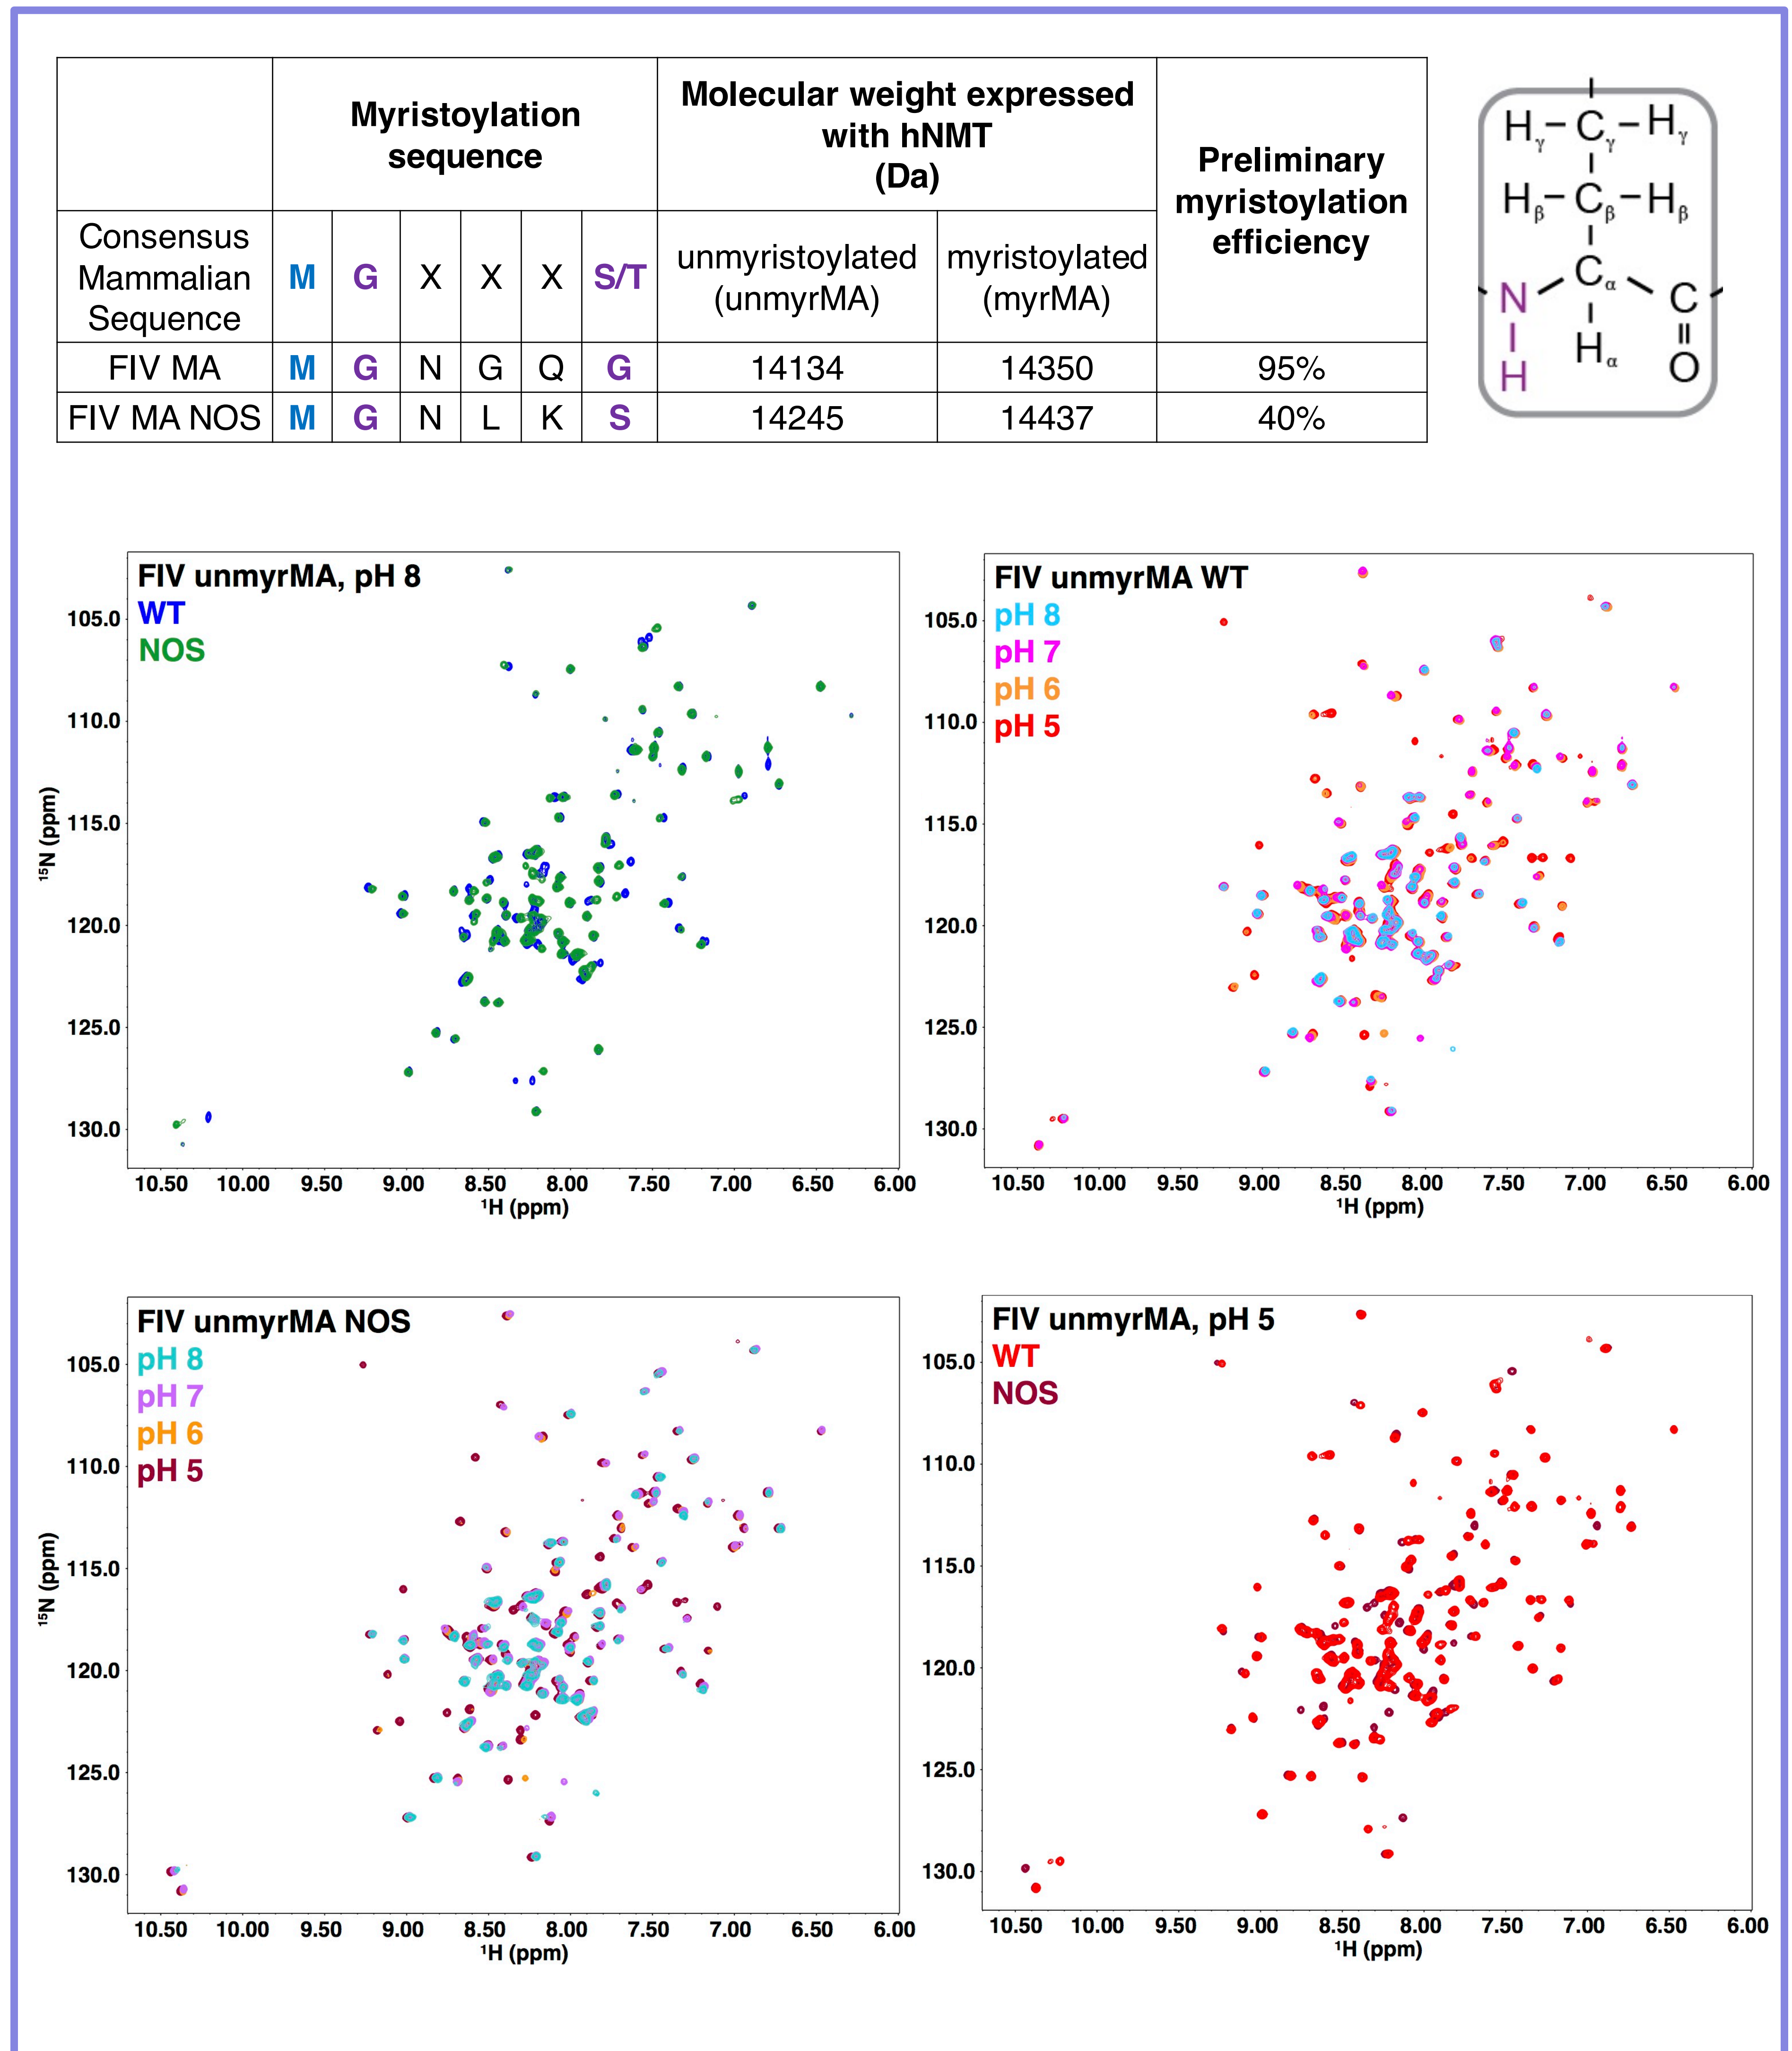 Myristoylation
sequence
Molecular weight expressed
with hNMT
(Da)
Preliminary
myristoylation
efficiency
Consensus
Mammalian
Sequence
M G X X X S/T
unmyristoylated
(unmyrMA)
myristoylated
(myrMA)
FIV MA M G N G Q G 14134 14350 95%
FIV MA NOS M G N L K S 14245 14437 40%
Hγ Cγ Hγ
Hβ Cβ Hβ
Cα
N C
Hα
H O
FIV unmyrMA, pH 8
WT
NOS
105.0
110.0
115.0
120.0
125.0
130.0
15N (ppm)
10.50 10.00 9.50 9.00 8.50 8.00 7.50 7.00 6.50 6.00
1H (ppm)
FIV unmyrMA WT
pH 8
pH 7
pH 6
pH 5
105.0
110.0
115.0
120.0
125.0
130.0
10.50 10.00 9.50 9.00 8.50 8.00 7.50 7.00 6.50 6.00
1H (ppm)
FIV unmyrMA NOS
pH 8
pH 7
pH 6
pH 5
105.0
110.0
115.0
120.0
125.0
130.0
15N (ppm)
10.50 10.00 9.50 9.00 8.50 8.00 7.50 7.00 6.50 6.00
1H (ppm)
FIV unmyrMA, pH 5
WT
NOS
105.0
110.0
115.0
120.0
125.0
130.0
10.50 10.00 9.50 9.00 8.50 8.00 7.50 7.00 6.50 6.00
1H (ppm)